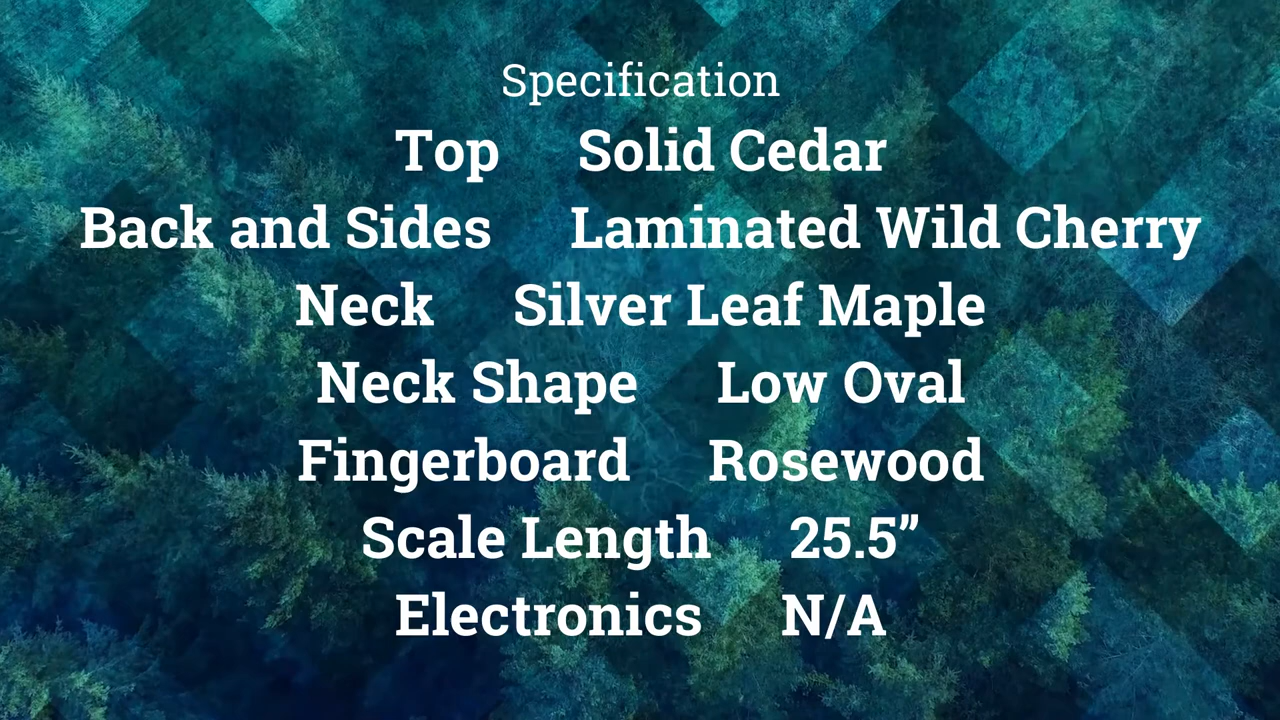 Specification
Top Solid Cedar
Back and Sides Laminated Wild Cherry
Neck Silver Leaf Maple
Neck Shape Low Oval
Fingerboard Rosewood
Scale Length 25.5”
Electronics N/A